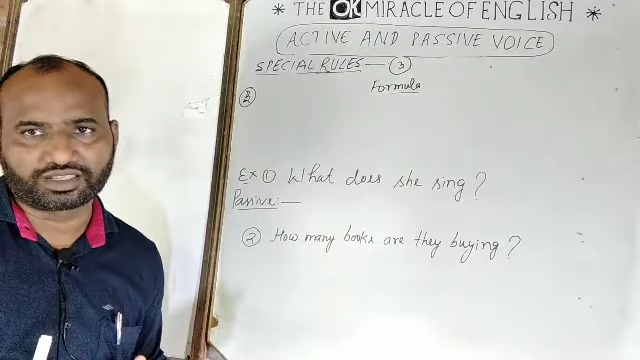 * THE OK MIRACLE OF ENGLISH *
ACTIVE AND PASSIVE VOICE
SPECIAL RULES — ③
Formula
②
Ex ① What does she sing ?
Passive :—
② How many books are they buying ?